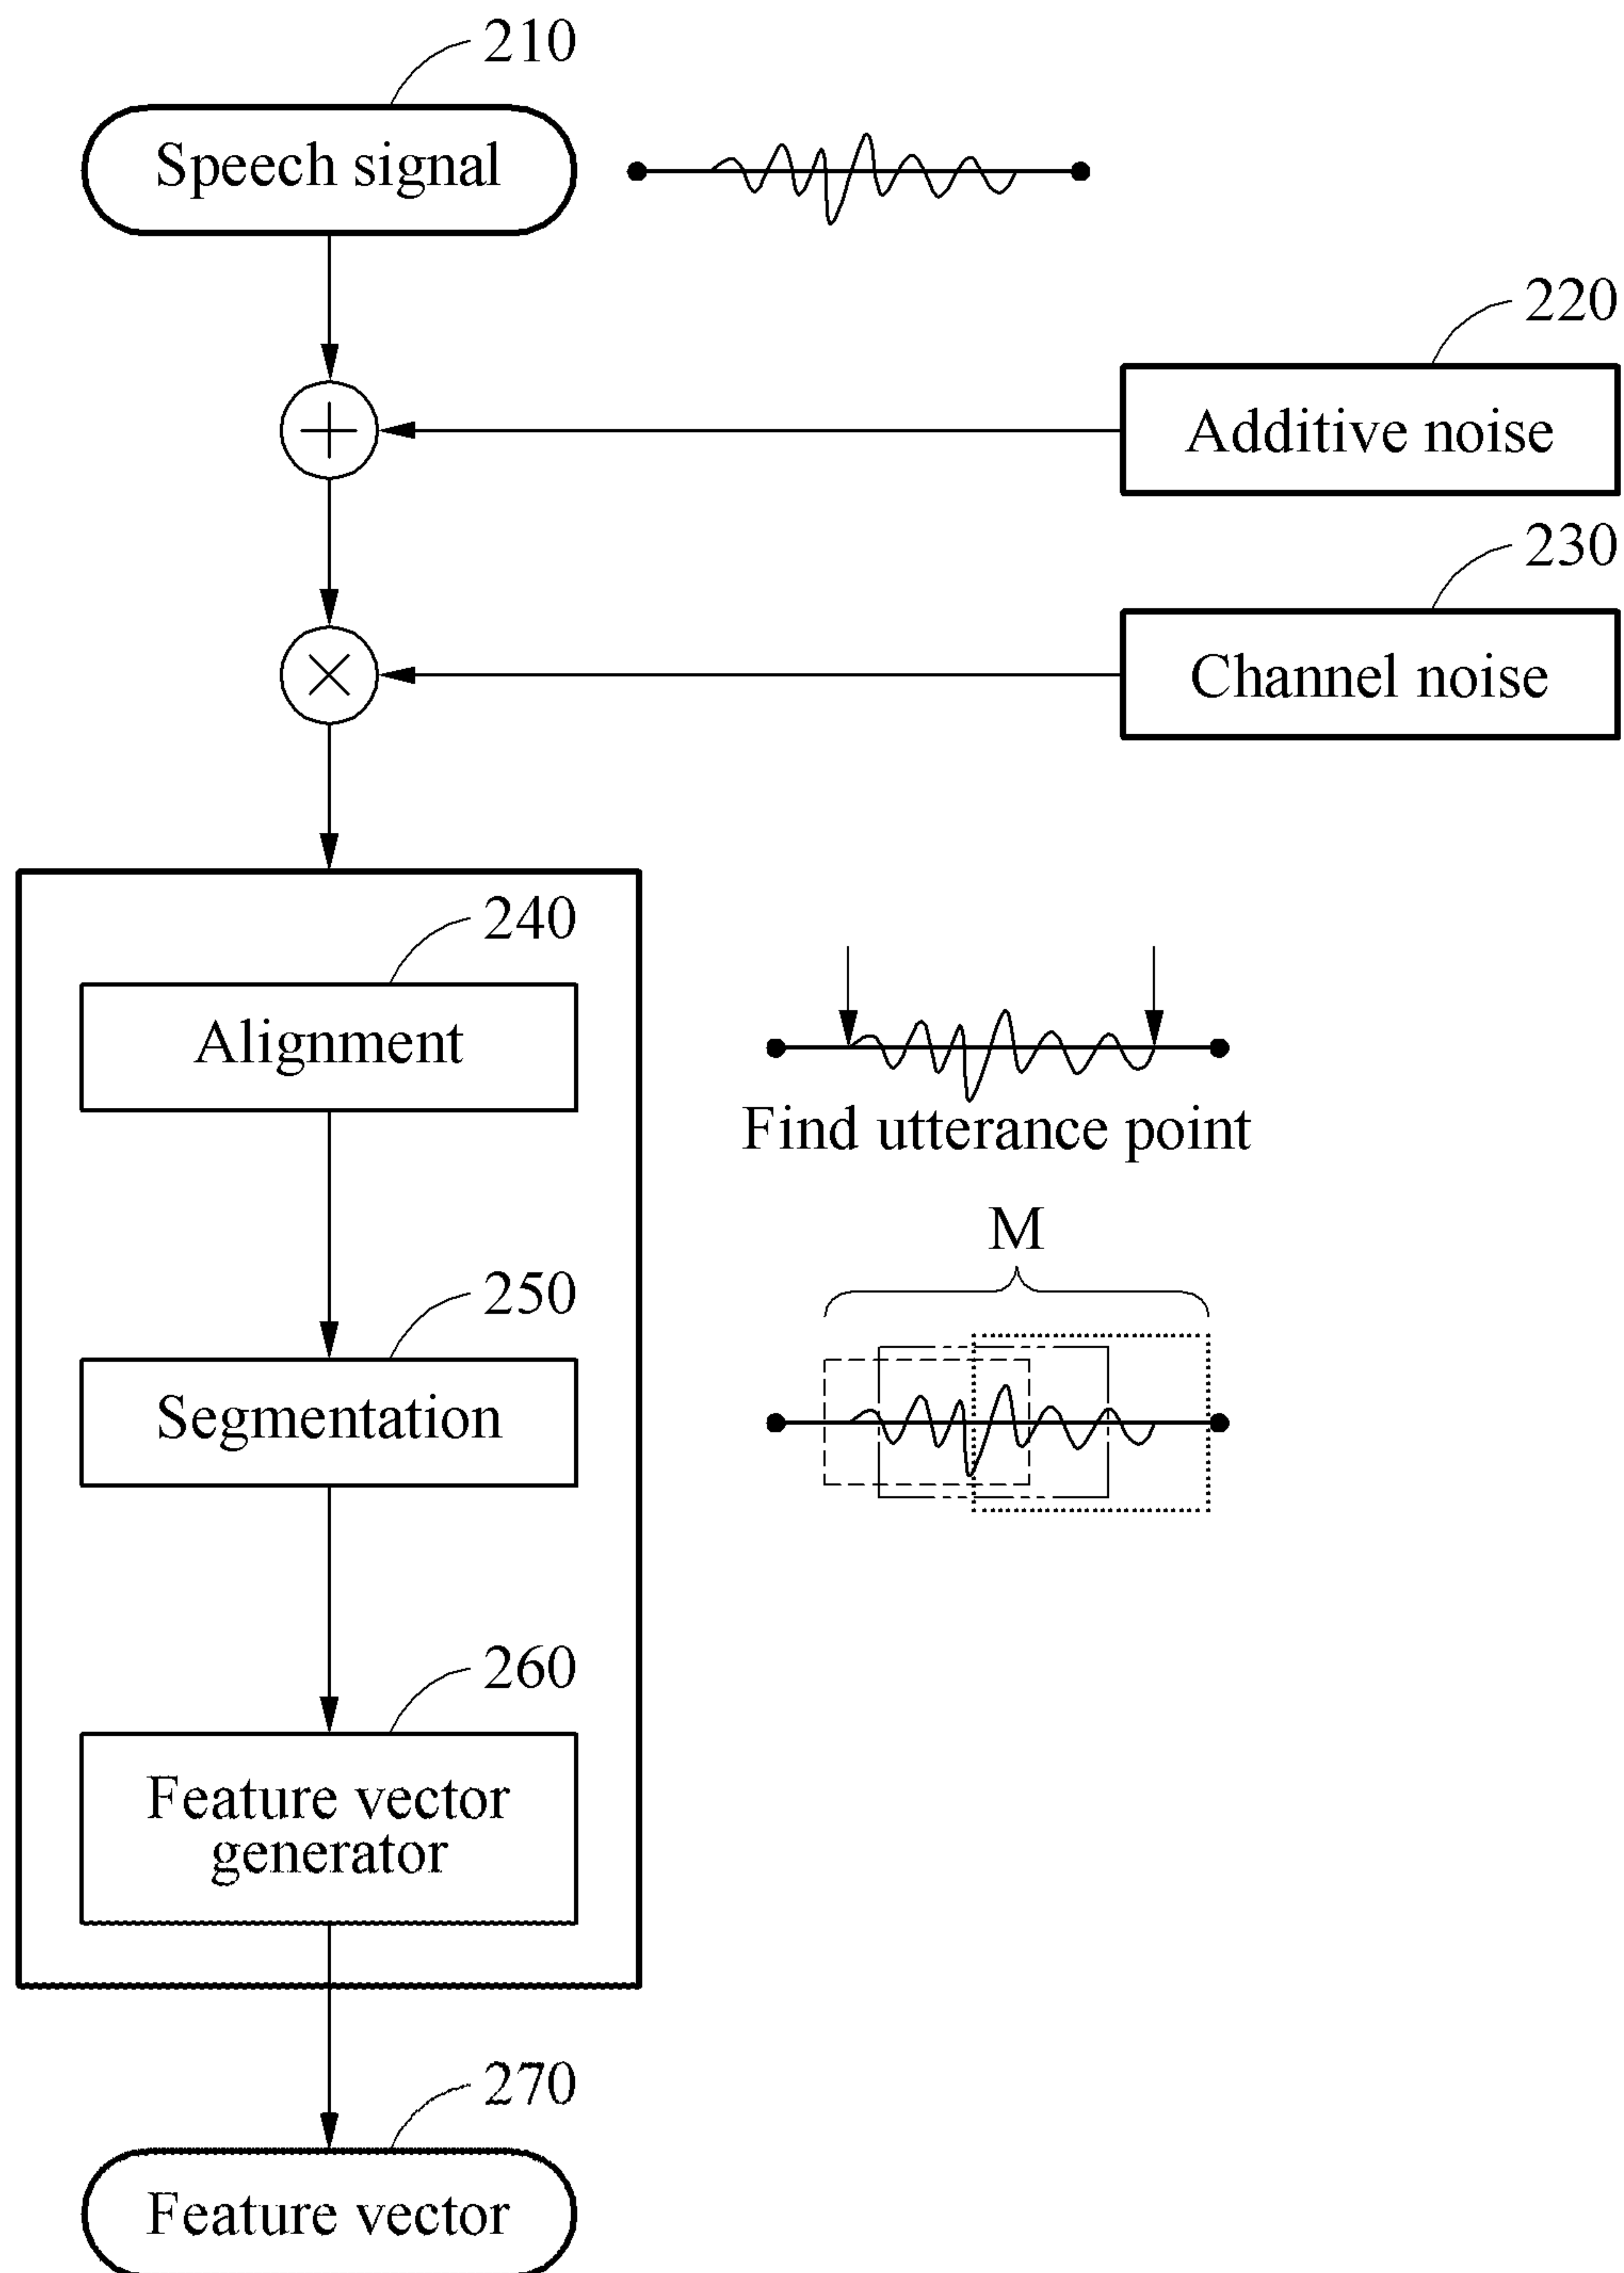 210
Speech signal
220
Additive noise
230
Channel noise
240
Alignment
Find utterance point
M
250
Segmentation
260
Feature vector
generator
270
Feature vector